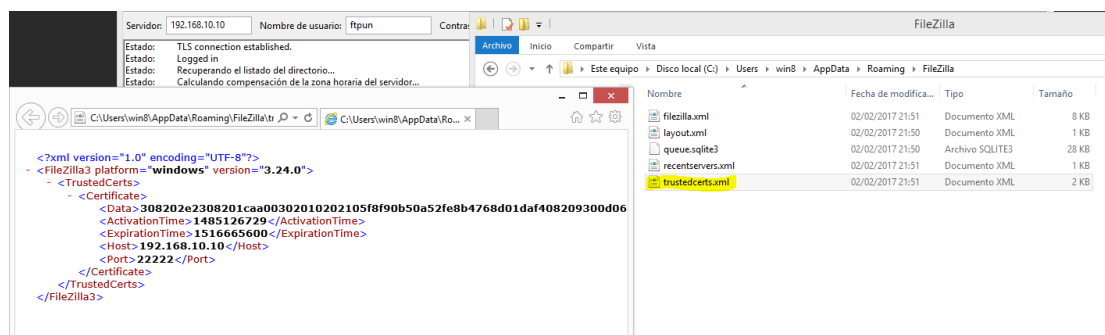 Servidor: 192.168.10.10 Nombre de usuario: ftpun Contras
Estado: TLS connection established.
Estado: Logged in
Estado: Recuperando el listado del directorio...
Estado: Calculando compensación de la zona horaria del servidor...
FileZilla
Archivo Inicio Compartir Vista
Este equipo Disco local (C:) Users win8 AppData Roaming FileZilla
Nombre Fecha de modifica... Tipo Tamaño
filezilla.xml 02/02/2017 21:51 Documento XML 8 KB
layout.xml 02/02/2017 21:50 Documento XML 1 KB
queue.sqlite3 02/02/2017 21:50 Archivo SQLITE3 28 KB
recentservers.xml 02/02/2017 21:51 Documento XML 1 KB
trustedcerts.xml 02/02/2017 21:51 Documento XML 2 KB
C:\Users\win8\AppData\Roaming\FileZilla\tr C:\Users\win8\AppData\Ro...
<?xml version="1.0" encoding="UTF-8"?>
- <FileZilla3 platform="windows" version="3.24.0">
- <TrustedCerts>
- <Certificate>
<Data>308202e2308201caa00302010202105f8f90b50a52fe8b4768d01daf408209300d06
<ActivationTime>1485126729</ActivationTime>
<ExpirationTime>1516665600</ExpirationTime>
<Host>192.168.10.10</Host>
<Port>22222</Port>
</Certificate>
</TrustedCerts>
</FileZilla3>